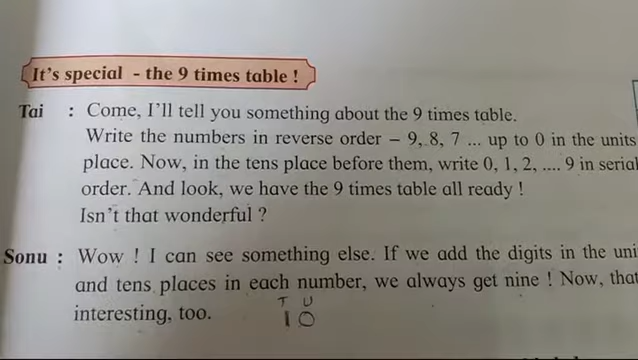 It's special - the 9 times table !
Tai : Come, I'll tell you something about the 9 times table.
Write the numbers in reverse order – 9, 8, 7 ... up to 0 in the units
place. Now, in the tens place before them, write 0, 1, 2, .... 9 in serial
order. And look, we have the 9 times table all ready !
Isn't that wonderful ?
Sonu : Wow ! I can see something else. If we add the digits in the
and tens places in each number, we always get nine ! Now,
interesting, too.
T U
1 0